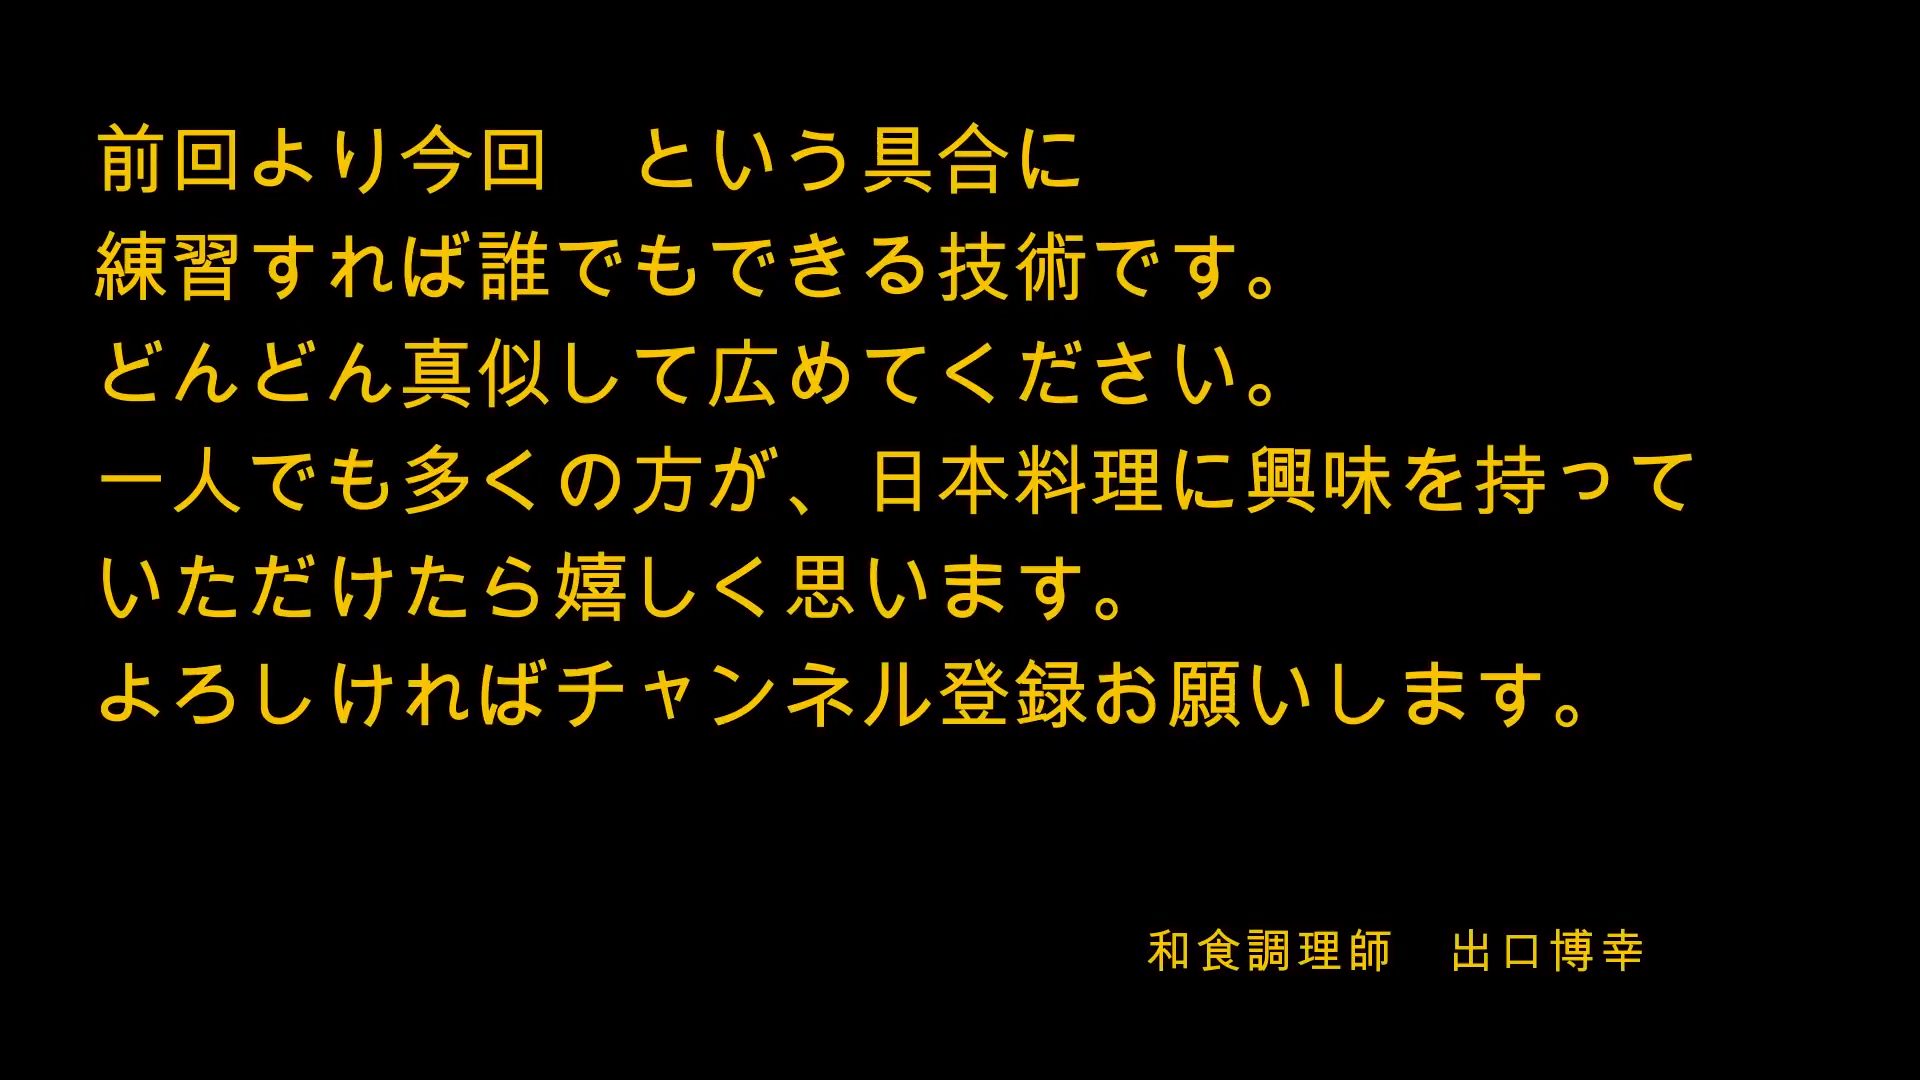 前回より今回　という具合に
練習すれば誰でもできる技術です。
どんどん真似して広めてください。
一人でも多くの方が、日本料理に興味を持って
いただけたら嬉しく思います。
よろしければチャンネル登録お願いします。
和食調理師　出口博幸